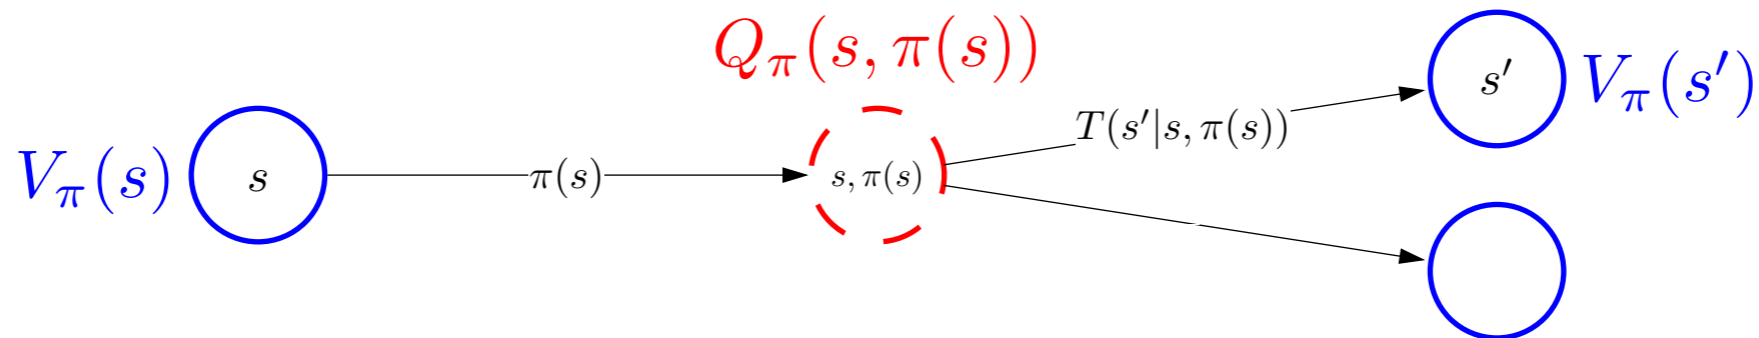 Q_π(s, π(s))
V_π(s)
s
π(s)
s, π(s)
T(s′|s, π(s))
s′
V_π(s′)